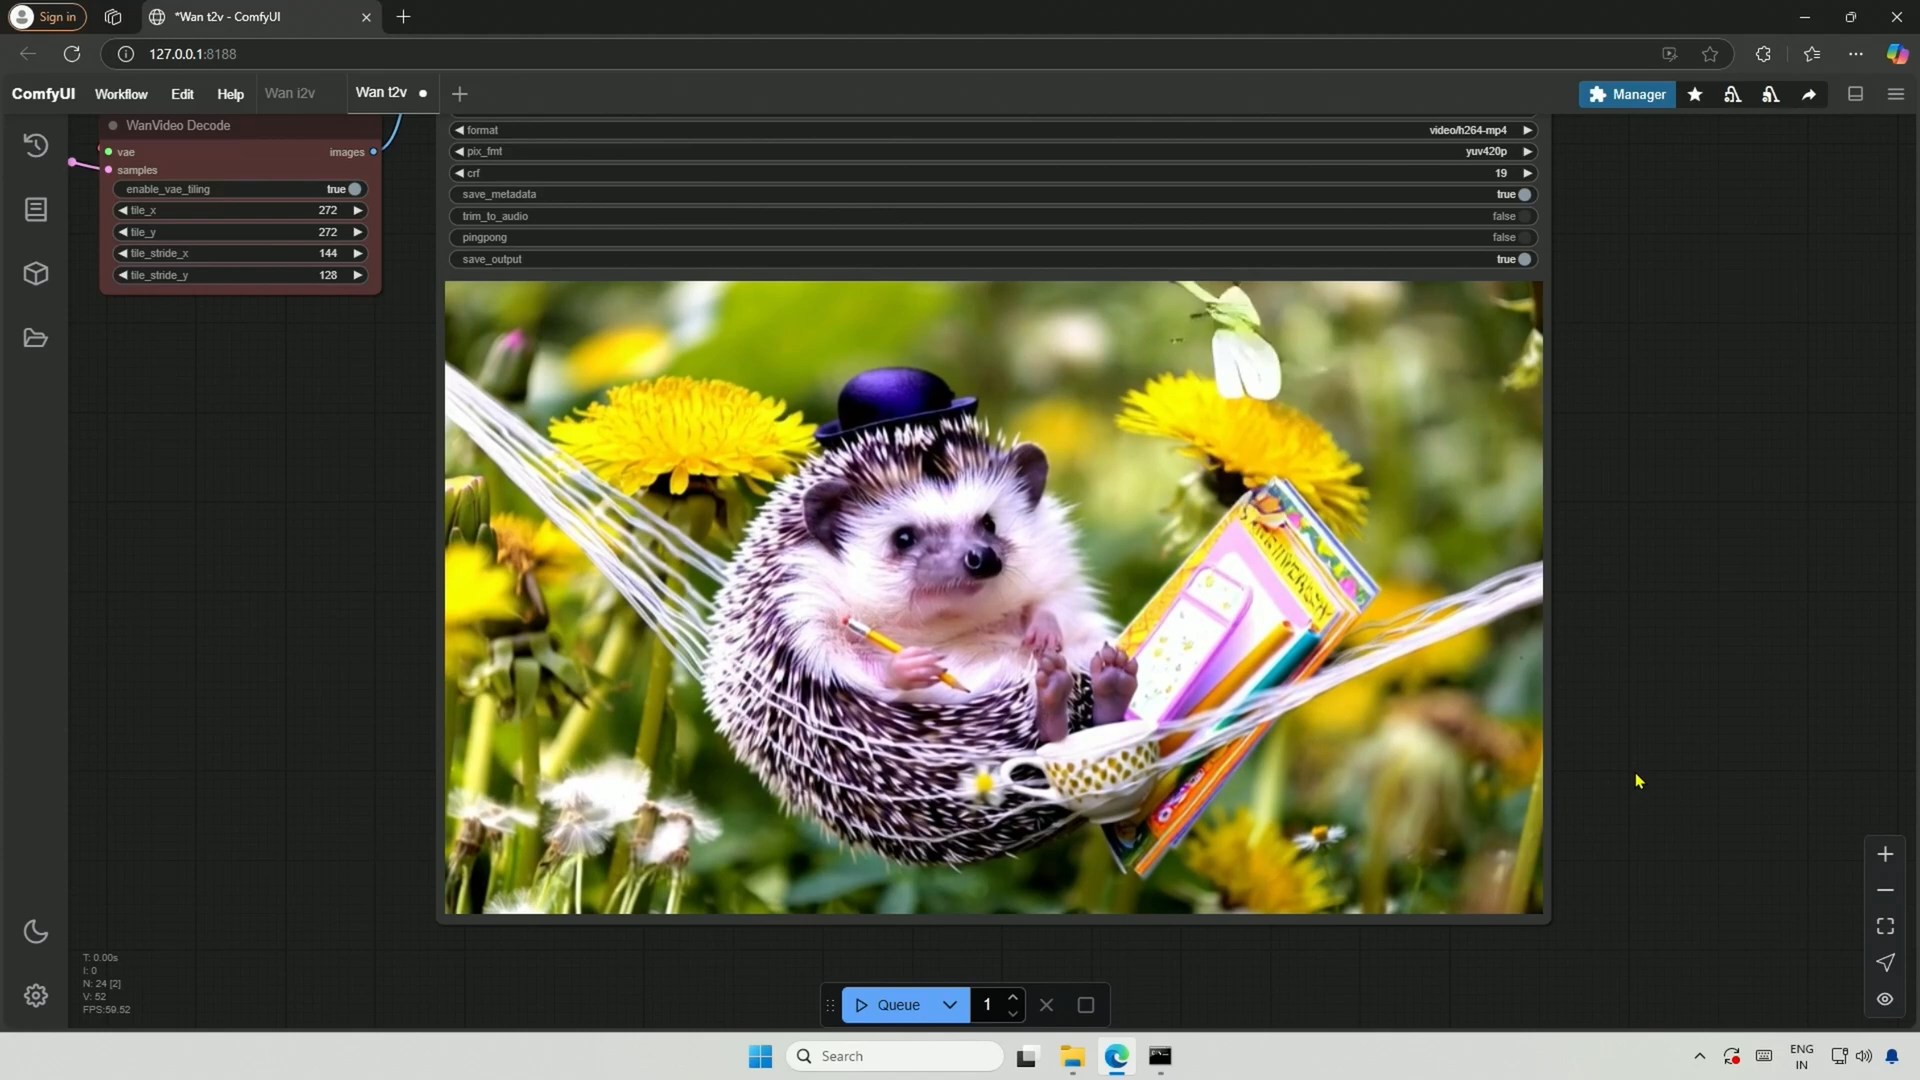 Sign in
*Wan t2v - ComfyUI
127.0.0.1:8188
ComfyUI
Workflow
Edit
Help
Wan i2v
Wan t2v
Manager
WanVideo Decode
vae
images
samples
enable_vae_tiling true
tile_x 272
tile_y 272
tile_stride_x 144
tile_stride_y 128
format video/h264-mp4
pix_fmt yuv420p
crf 19
save_metadata true
trim_to_audio false
pingpong false
save_output true
T: 0.00s
I: 0
N: 24 [2]
V: 52
FPS:59.52
Queue
1
Search
ENG
IN